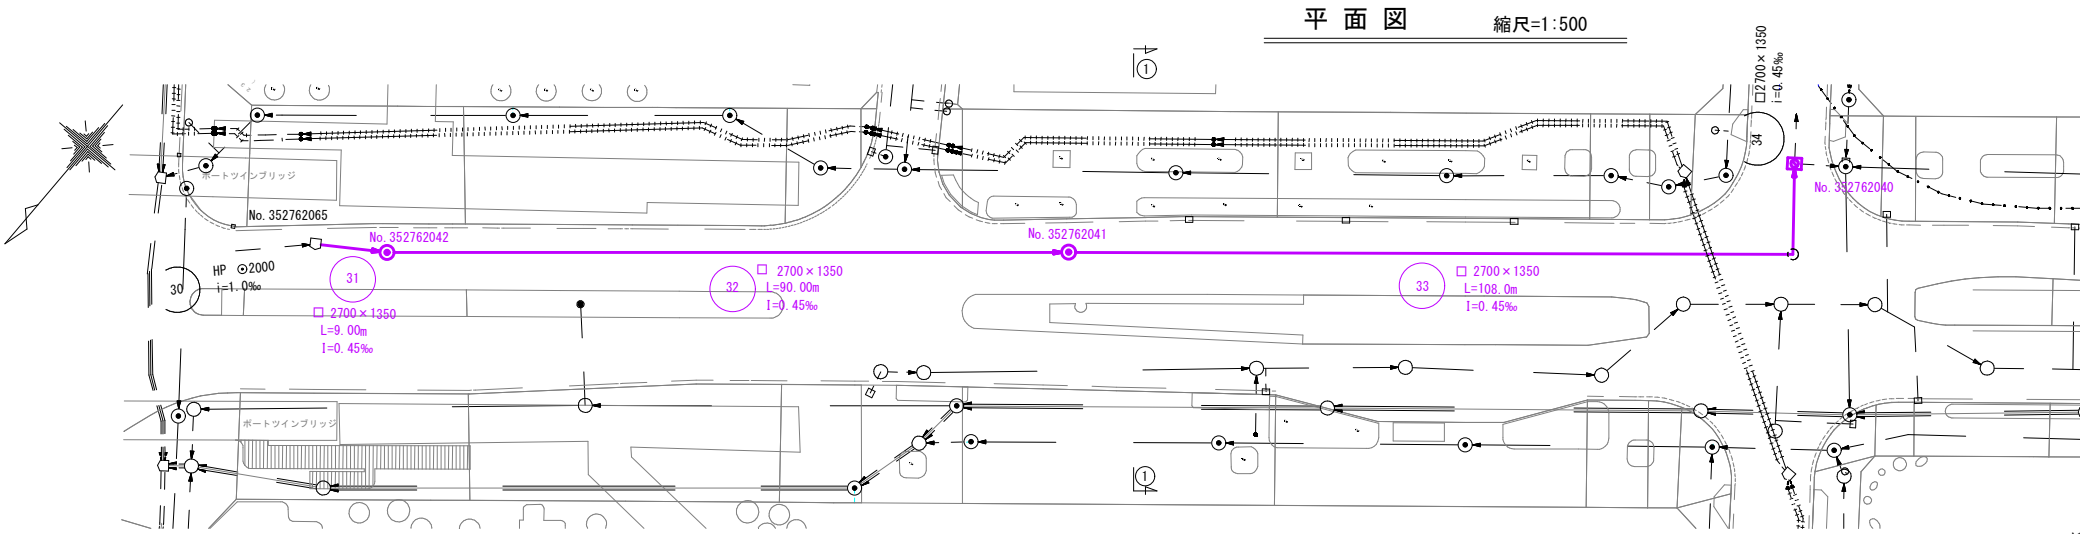 平面図 縮尺=1:500
①
□2700×1350
i=0.45‰
34
ポートツインブリッジ
No.352762040
No.352762065
No.352762042
No.352762041
HP ⊙2000
i=1.0‰
30
31
□ 2700×1350
L=9.00m
I=0.45‰
32
□ 2700×1350
L=90.00m
I=0.45‰
33
□ 2700×1350
L=108.0m
I=0.45‰
ポートツインブリッジ
①